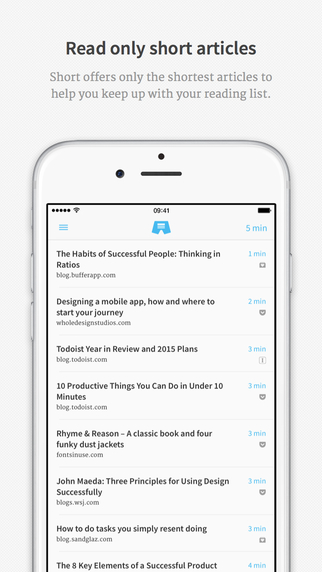 Read only short articles
Short offers only the shortest articles to
help you keep up with your reading list.
09:41
5 min
The Habits of Successful People: Thinking in
Ratios
1 min
blog.bufferapp.com
Designing a mobile app, how and where to
start your journey
2 min
wholedesignstudios.com
Todoist Year in Review and 2015 Plans
3 min
blog.todoist.com
10 Productive Things You Can Do in Under 10
Minutes
3 min
blog.todoist.com
Rhyme & Reason – A classic book and four
funky dust jackets
3 min
fontsinuse.com
John Maeda: Three Principles for Using Design
Successfully
3 min
blogs.wsj.com
How to do tasks you simply resent doing
3 min
blog.sandglaz.com
The 8 Key Elements of a Successful Product
4 min